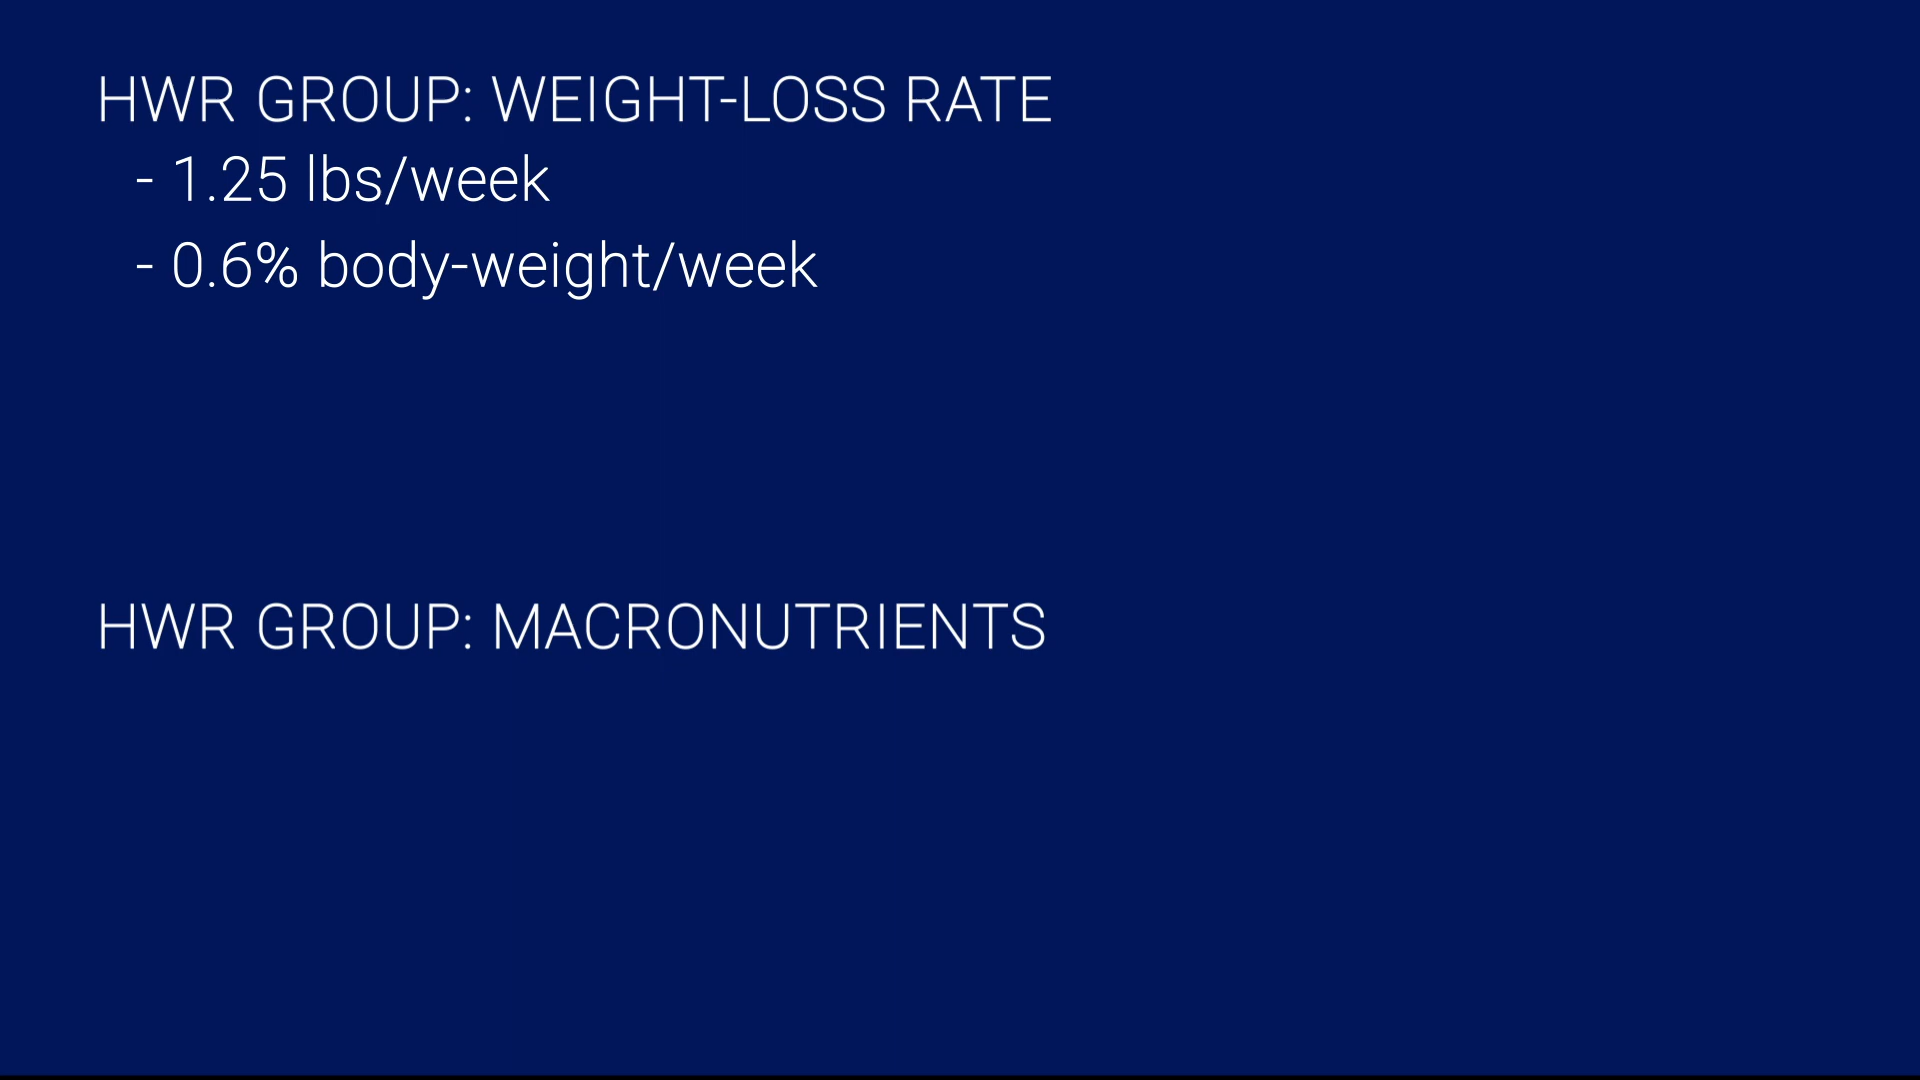 HWR GROUP: WEIGHT-LOSS RATE
- 1.25 lbs/week
- 0.6% body-weight/week
HWR GROUP: MACRONUTRIENTS